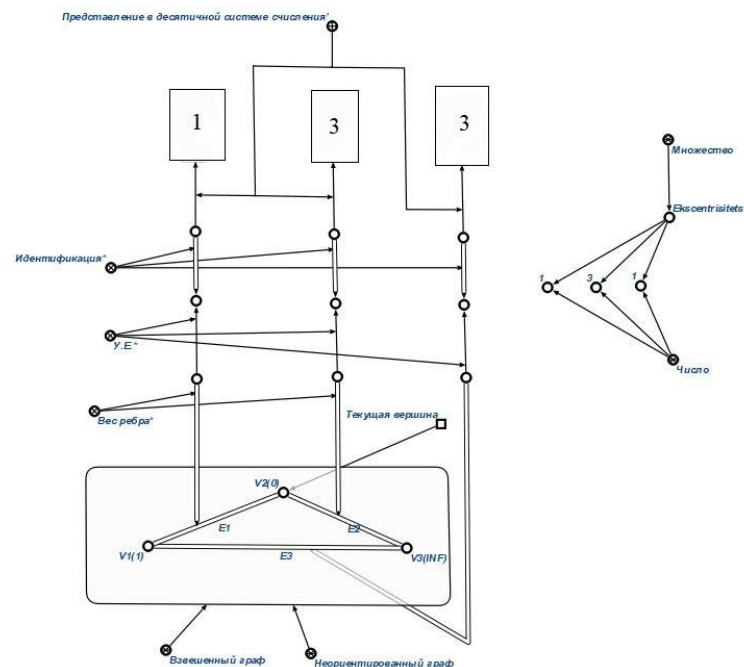 Представление в десятичной системе счисления*
1
3
3
Множество
Ekscentrisitets
Идентификация*
1
3
1
У.Е.*
Число
Вес ребра*
Текущая вершина
V2(0)
E1
E2
V1(1)
E3
V3(INF)
Взвешенный граф
Неориентированный граф